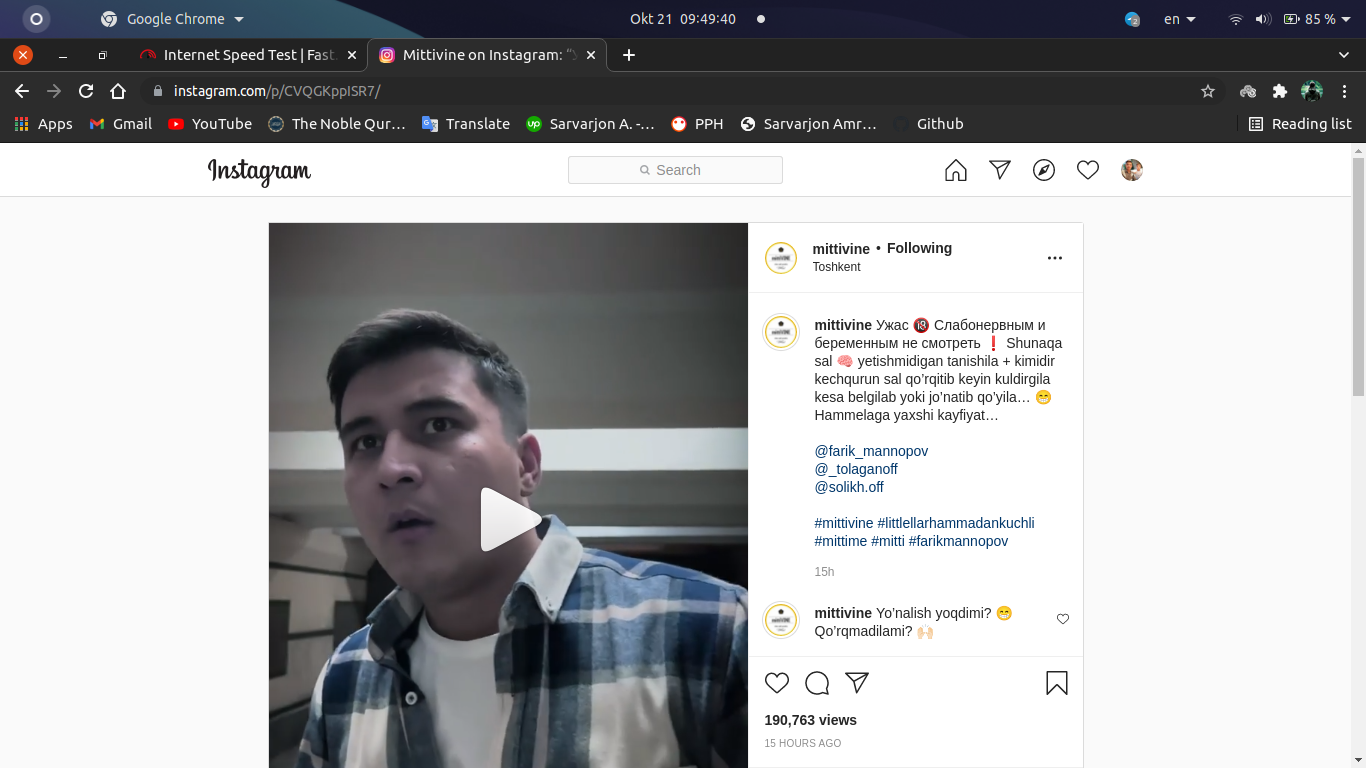 Google Chrome
Okt 21 09:49:40
2
en
85 %
Internet Speed Test | Fast
Mittivine on Instagram: “
instagram.com/p/CVQGKppISR7/
Apps
Gmail
YouTube
The Noble Qur…
Translate
up
Sarvarjon A. -…
PPH
Sarvarjon Amr…
Github
Reading list
Instagram
Search
mittivine • Following
Toshkent
mittivine Ужас 🔞 Слабонервным и
беременным не смотреть ❗ Shunaqa
sal 🧠 yetishmidigan tanishila + kimidir
kechqurun sal qo’rqitib keyin kuldirgila
kesa belgilab yoki jo’natib qo’yila… 😁
Hammelaga yaxshi kayfiyat…
@farik_mannopov
@_tolaganoff
@solikh.off
#mittivine #littlellarhammadankuchli
#mittime #mitti #farikmannopov
15h
mittivine Yo’nalish yoqdimi? 😁
Qo’rqmadilami? 🙌🏻
190,763 views
15 HOURS AGO